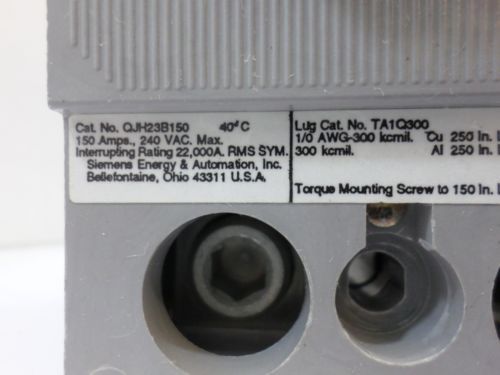 Cat. No. QJH23B150 40°C
150 Amps., 240 VAC. Max.
Interrupting Rating 22,000A. RMS SYM.
Siemens Energy & Automation, Inc.
Bellefontaine, Ohio 43311 U.S.A.
Lug Cat. No. TA1Q300
1/0 AWG-300 kcmil. Cu 250 In.
300 kcmil. Al 250 In.
Torque Mounting Screw to 150 In.